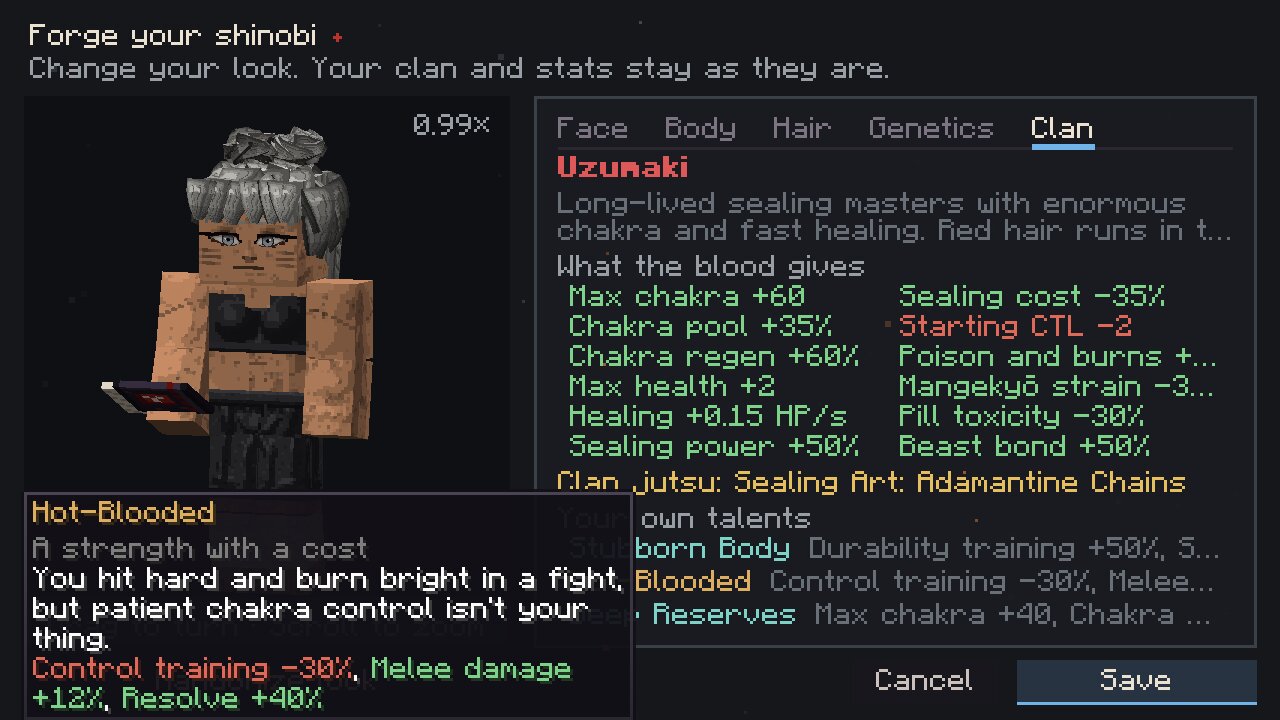 Forge your shinobi
Change your look. Your clan and stats stay as they are.
0.99x
Face Body Hair Genetics Clan
Uzumaki
Long-lived sealing masters with enormous
chakra and fast healing. Red hair runs in t...
What the blood gives
Max chakra +60 Sealing cost -35%
Chakra pool +35% Starting CTL -2
Chakra regen +60% Poison and burns +...
Max health +2 Mangekyō strain -3...
Healing +0.15 HP/s Pill toxicity -30%
Sealing power +50% Beast bond +50%
Clan jutsu: Sealing Art: Adamantine Chains
Your own talents
Stubborn Body Durability training +50%, S...
-Blooded Control training -30%, Melee...
Deep Reserves Max chakra +40, Chakra ...
Hot-Blooded
A strength with a cost
You hit hard and burn bright in a fight,
but patient chakra control isn't your
thing.
Control training -30%, Melee damage
+12%, Resolve +40%
Cancel Save